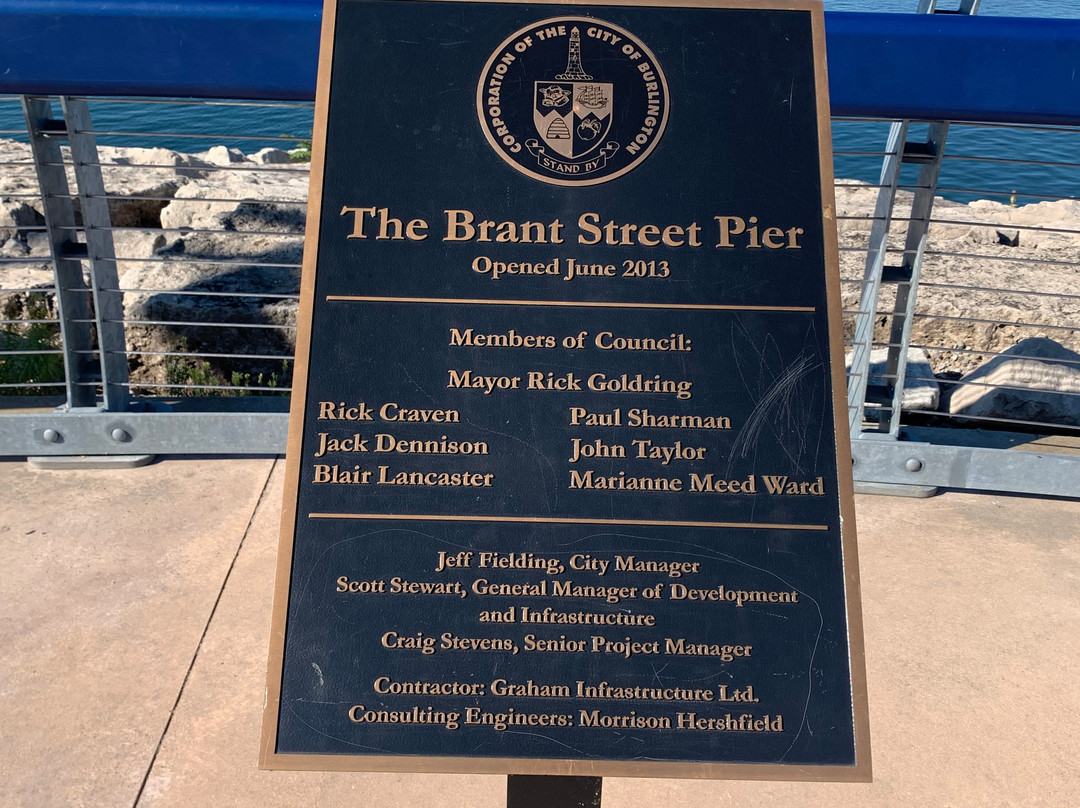 CORPORATION OF THE CITY OF BURLINGTON
STAND BY
The Brant Street Pier
Opened June 2013
Members of Council:
Mayor Rick Goldring
Rick Craven Paul Sharman
Jack Dennison John Taylor
Blair Lancaster Marianne Meed Ward
Jeff Fielding, City Manager
Scott Stewart, General Manager of Development
and Infrastructure
Craig Stevens, Senior Project Manager
Contractor: Graham Infrastructure Ltd.
Consulting Engineers: Morrison Hershfield